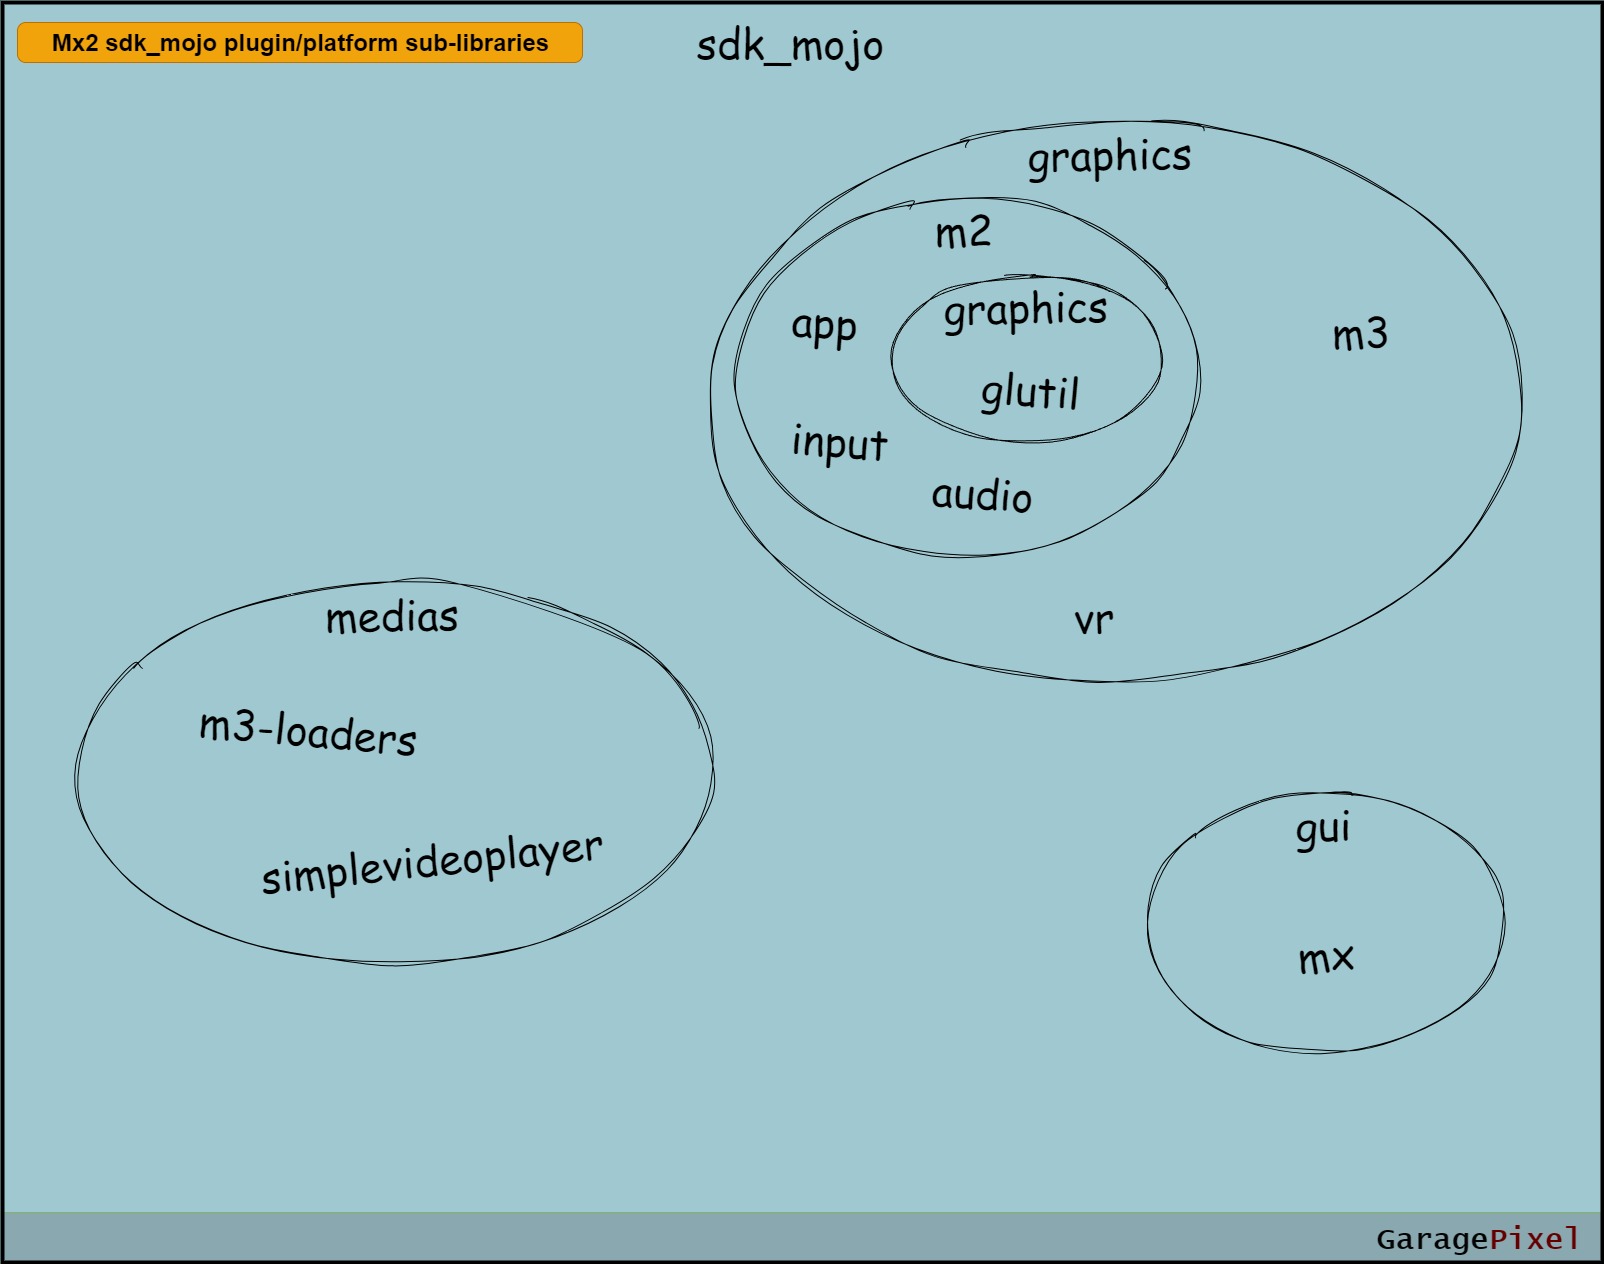 Mx2 sdk_mojo plugin/platform sub-libraries
sdk_mojo
graphics
m2
graphics
app
glutil
input
audio
m3
vr
medias
m3-loaders
simplevideoplayer
gui
mx
GaragePixel